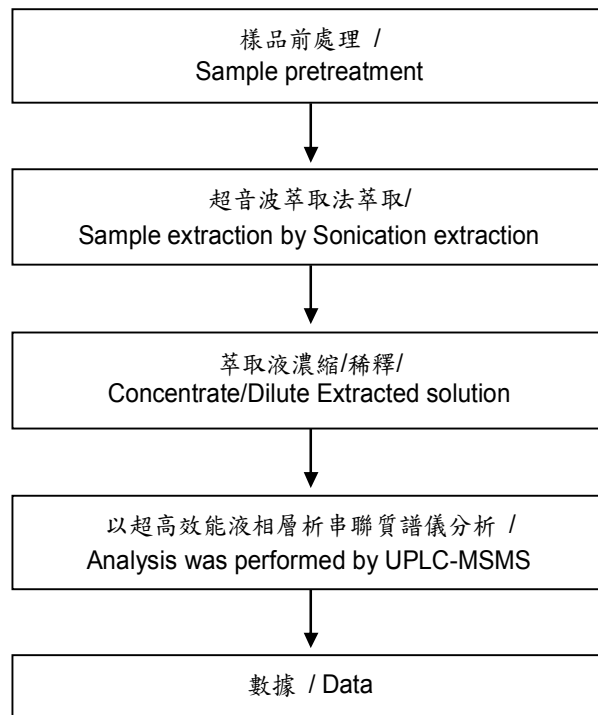 樣品前處理 /
Sample pretreatment
超音波萃取法萃取/
Sample extraction by Sonication extraction
萃取液濃縮/稀釋/
Concentrate/Dilute Extracted solution
以超高效能液相層析串聯質譜儀分析 /
Analysis was performed by UPLC-MSMS
數據 / Data